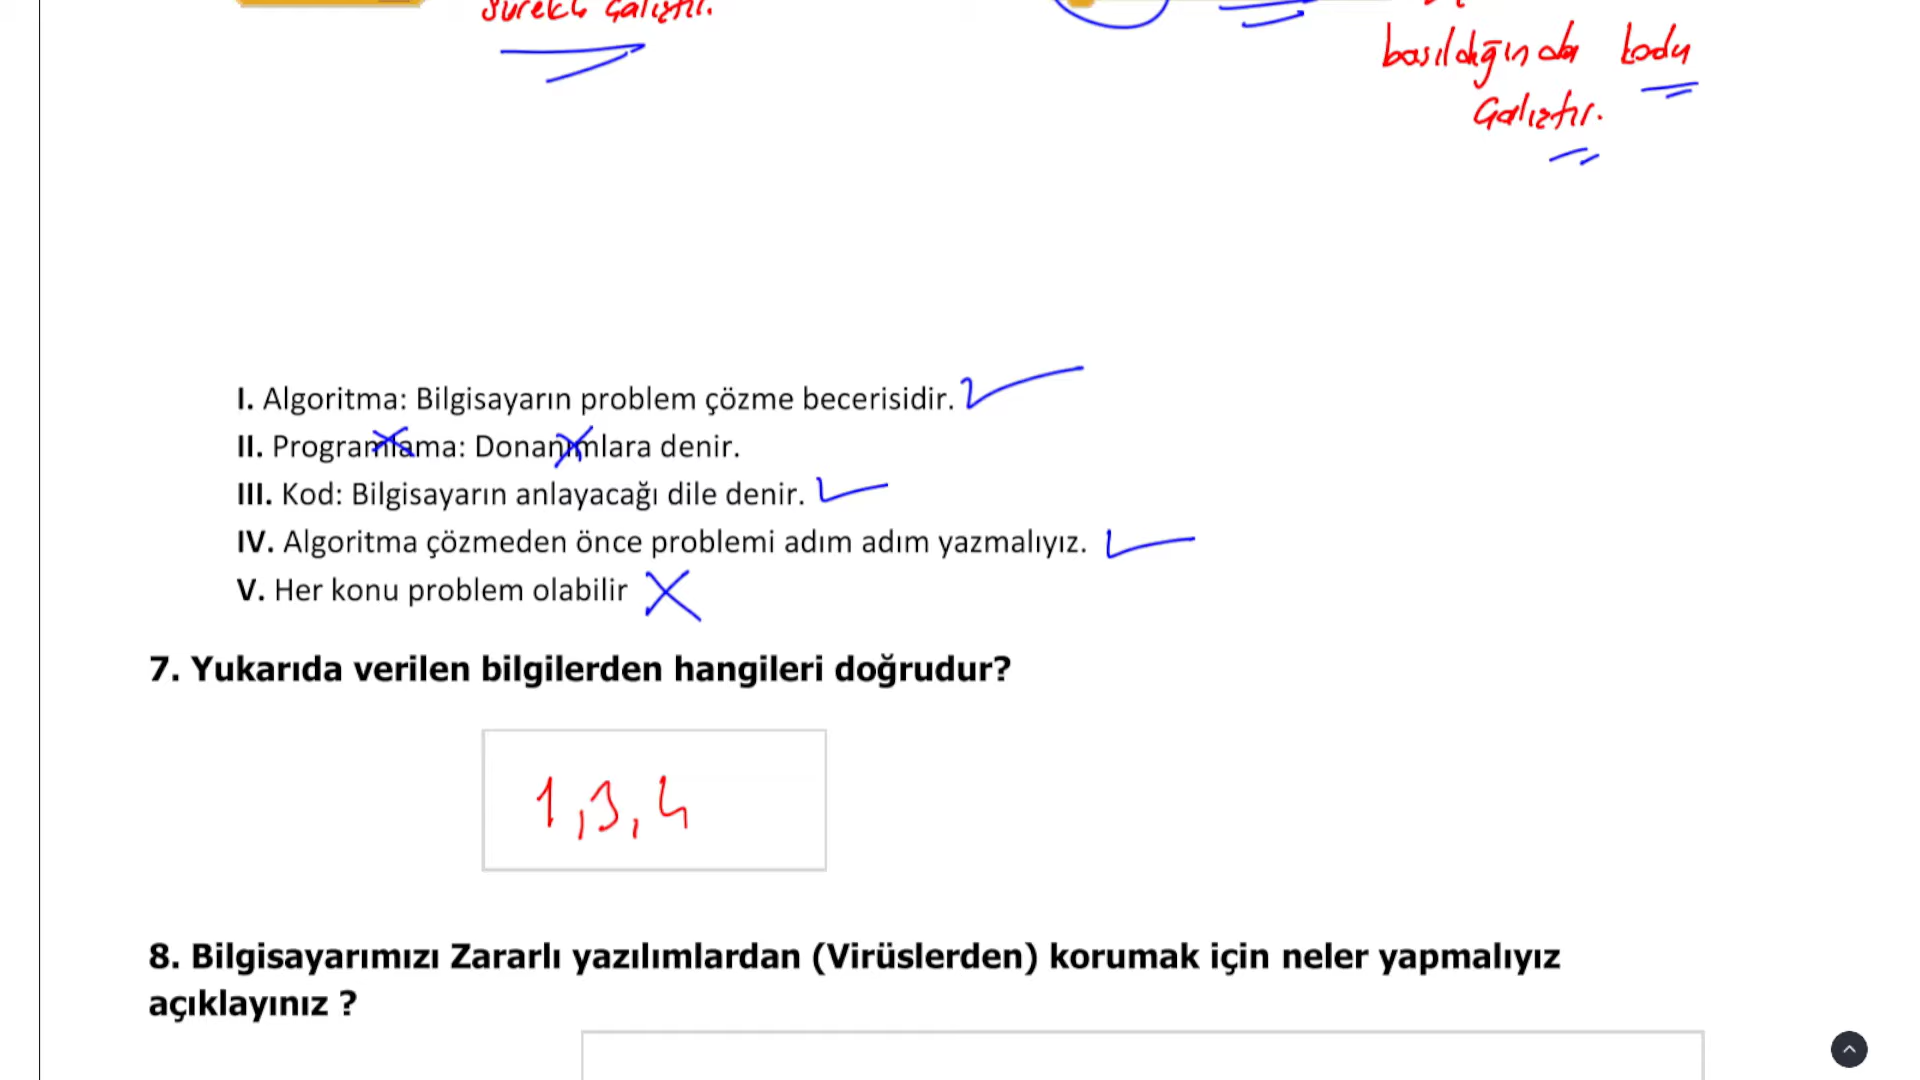 sürekli çalıştır.
basıldığında kodu
çalıştır.
I. Algoritma: Bilgisayarın problem çözme becerisidir.
II. Programlama: Donanımlara denir.
III. Kod: Bilgisayarın anlayacağı dile denir.
IV. Algoritma çözmeden önce problemi adım adım yazmalıyız.
V. Her konu problem olabilir
7. Yukarıda verilen bilgilerden hangileri doğrudur?
1,3,4
8. Bilgisayarımızı Zararlı yazılımlardan (Virüslerden) korumak için neler yapmalıyız
açıklayınız ?